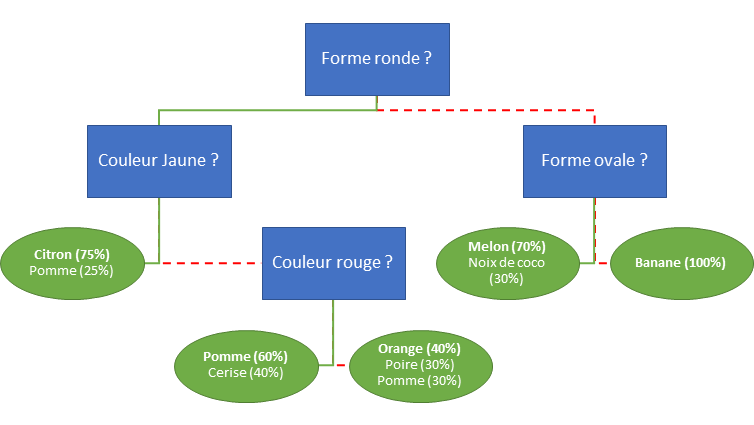 Forme ronde ?
Couleur Jaune ?
Forme ovale ?
Citron (75%)
Pomme (25%)
Couleur rouge ?
Melon (70%)
Noix de coco
(30%)
Banane (100%)
Pomme (60%)
Cerise (40%)
Orange (40%)
Poire (30%)
Pomme (30%)